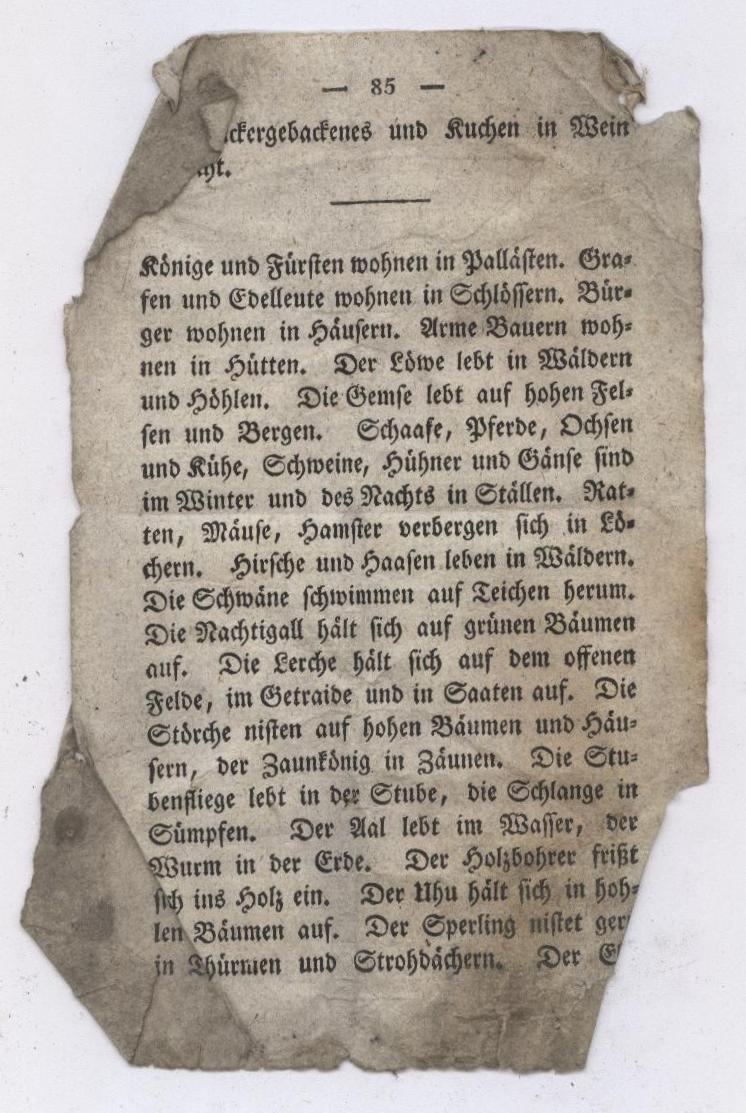 — 85 —
ckergebackenes und Kuchen in Wein
ht.
Könige und Fürsten wohnen in Pallästen. Gra-
fen und Edelleute wohnen in Schlössern. Bür-
ger wohnen in Häusern. Arme Bauern woh-
nen in Hütten. Der Löwe lebt in Wäldern
und Höhlen. Die Gemse lebt auf hohen Fel-
sen und Bergen. Schaafe, Pferde, Ochsen
und Kühe, Schweine, Hühner und Gänse sind
im Winter und des Nachts in Ställen. Rat-
ten, Mäuse, Hamster verbergen sich in Lö-
chern. Hirsche und Haasen leben in Wäldern.
Die Schwäne schwimmen auf Teichen herum.
Die Nachtigall hält sich auf grünen Bäumen
auf. Die Lerche hält sich auf dem offenen
Felde, im Getraide und in Saaten auf. Die
Störche nisten auf hohen Bäumen und Häu-
sern, der Zaunkönig in Zäunen. Die Stu-
benfliege lebt in der Stube, die Schlange in
Sümpfen. Der Aal lebt im Wasser, der
Wurm in der Erde. Der Holzbohrer frißt
sich ins Holz ein. Der Uhu hält sich in hoh-
len Bäumen auf. Der Sperling nistet ger
in Thürmen und Strohdächern. Der